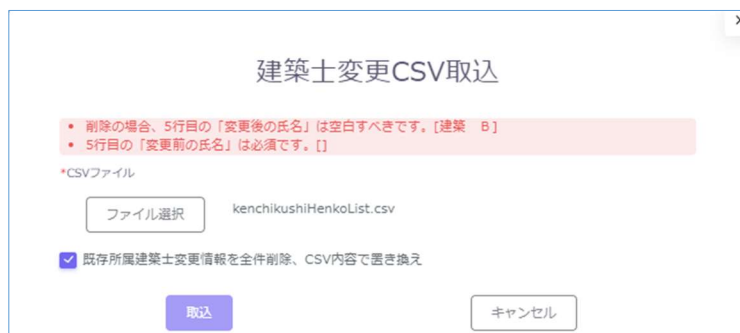 建築士変更CSV取込
• 削除の場合、5行目の「変更後の氏名」は空白すべきです。[建築　B]
• 5行目の「変更前の氏名」は必須です。[]
*CSVファイル
ファイル選択 kenchikushiHenkoList.csv
既存所属建築士変更情報を全件削除、CSV内容で置き換え
取込 キャンセル